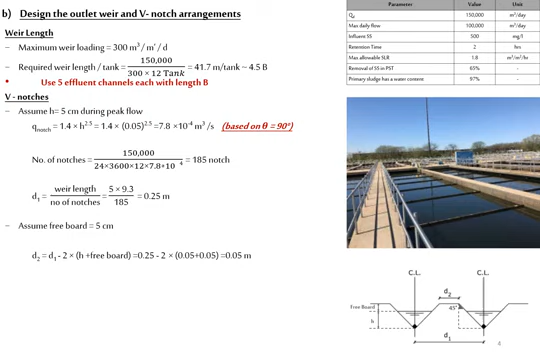 b) Design the outlet weir and V- notch arrangements
Weir Length
– Maximum weir loading = 300 m³ / m' / d
– Required weir length / tank = 150,000 / 300 × 12 Tank = 41.7 m/tank ~ 4.5 B
• Use 5 effluent channels each with length B
V - notches
– Assume h= 5 cm during peak flow
qnotch = 1.4 × h^2.5 = 1.4 × (0.05)^2.5 =7.8 ×10^-4 m³ /s (based on θ = 90°)
No. of notches = 150,000 / 24×3600×12×7.8*10^4 = 185 notch
d₁ = weir length / no of notches = 5 × 9.3 / 185 = 0.25 m
– Assume free board = 5 cm
d₂ = d₁ - 2 × (h +free board) =0.25 - 2 × (0.05+0.05) =0.05 m
Parameter Value Unit
Qd 150,000 m³/day
Max daily flow 100,000 m³/day
Influent SS 500 mg/l
Retention Time 2 hrs
Max allowable SLR 1.8 m³/m²/hr
Removal of SS in PST 65% -
Primary sludge has a water content 97% -
C.L. C.L.
d₂
Free Board
45°
h
d₁